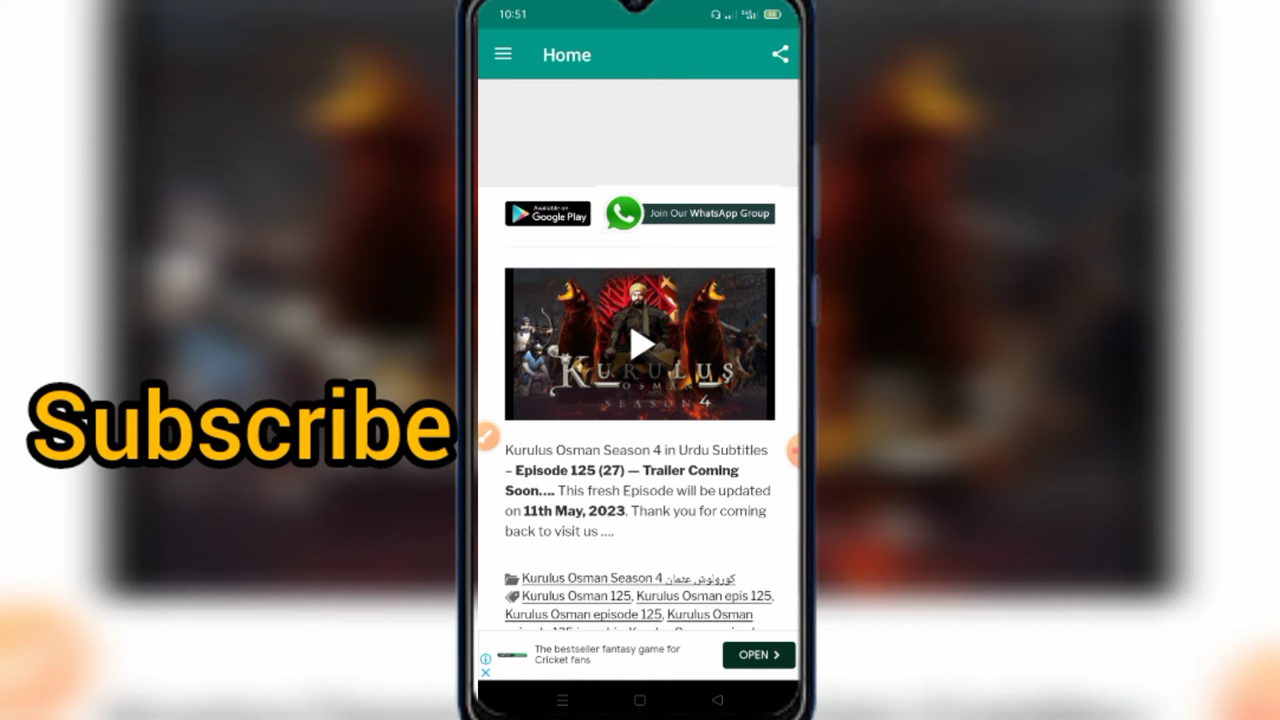 10:51
Home
Available on
Google Play
Join Our WhatsApp Group
KURULUŞ
OSMAN
SEASON 4
Subscribe
Kurulus Osman Season 4 in Urdu Subtitles
– Episode 125 (27) — Trailer Coming
Soon.... This fresh Episode will be updated
on 11th May, 2023. Thank you for coming
back to visit us ....
Kurulus Osman Season 4 کورولوش عثمان
Kurulus Osman 125, Kurulus Osman epis 125,
Kurulus Osman episode 125, Kurulus Osman
The bestseller fantasy game for
Cricket fans
OPEN